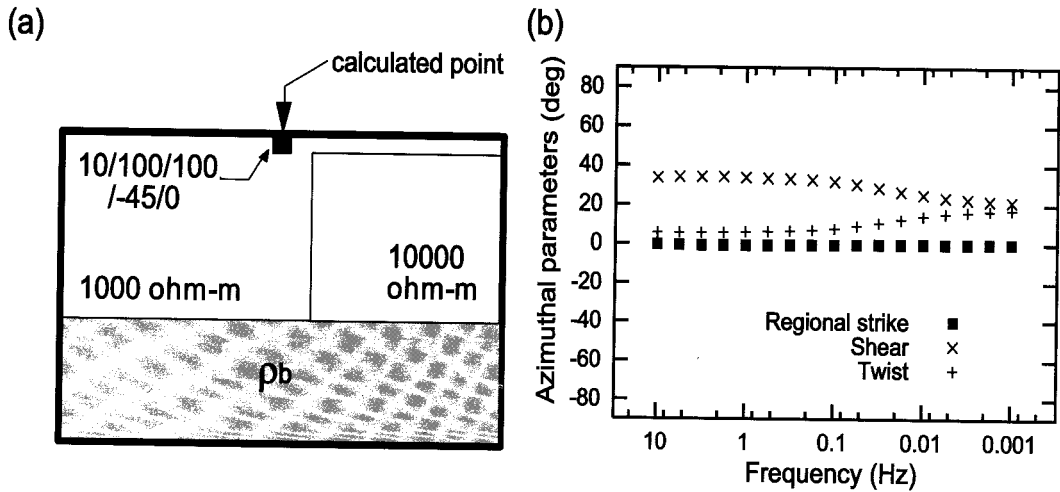 (a)
calculated point
10/100/100
/-45/0
1000 ohm-m
10000
ohm-m
ρb
(b)
Azimuthal parameters (deg)
80
60
40
20
0
-20
-40
-60
-80
Regional strike
Shear
Twist
10 1 0.1 0.01 0.001
Frequency (Hz)